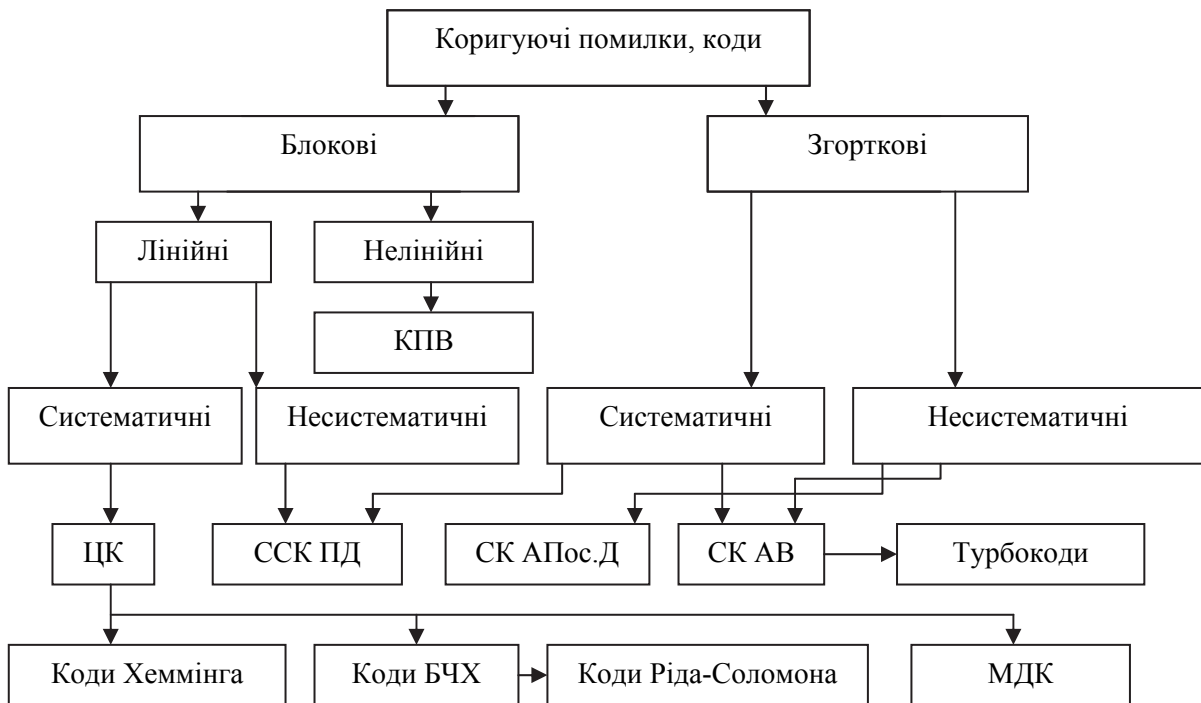 Коригуючі помилки, коди
Блокові
Згорткові
Лінійні
Нелінійні
КПВ
Систематичні
Несистематичні
Систематичні
Несистематичні
ЦК
ССК ПД
СК АПос.Д
СК АВ
Турбокоди
Коди Хеммінга
Коди БЧХ
Коди Ріда-Соломона
МДК